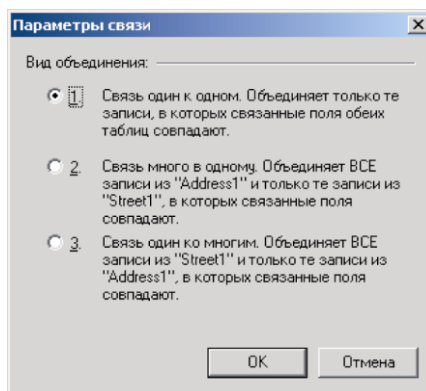 Параметры связи
Вид объединения:
1. Связь один к одном. Объединяет только те
записи, в которых связанные поля обеих
таблиц совпадают.
2. Связь много в одному. Объединяет ВСЕ
записи из "Address1" и только те записи из
"Street1", в которых связанные поля
совпадают.
3. Связь один ко многим. Объединяет ВСЕ
записи из "Street1" и только те записи из
"Address1", в которых связанные поля
совпадают.
OK
Отмена